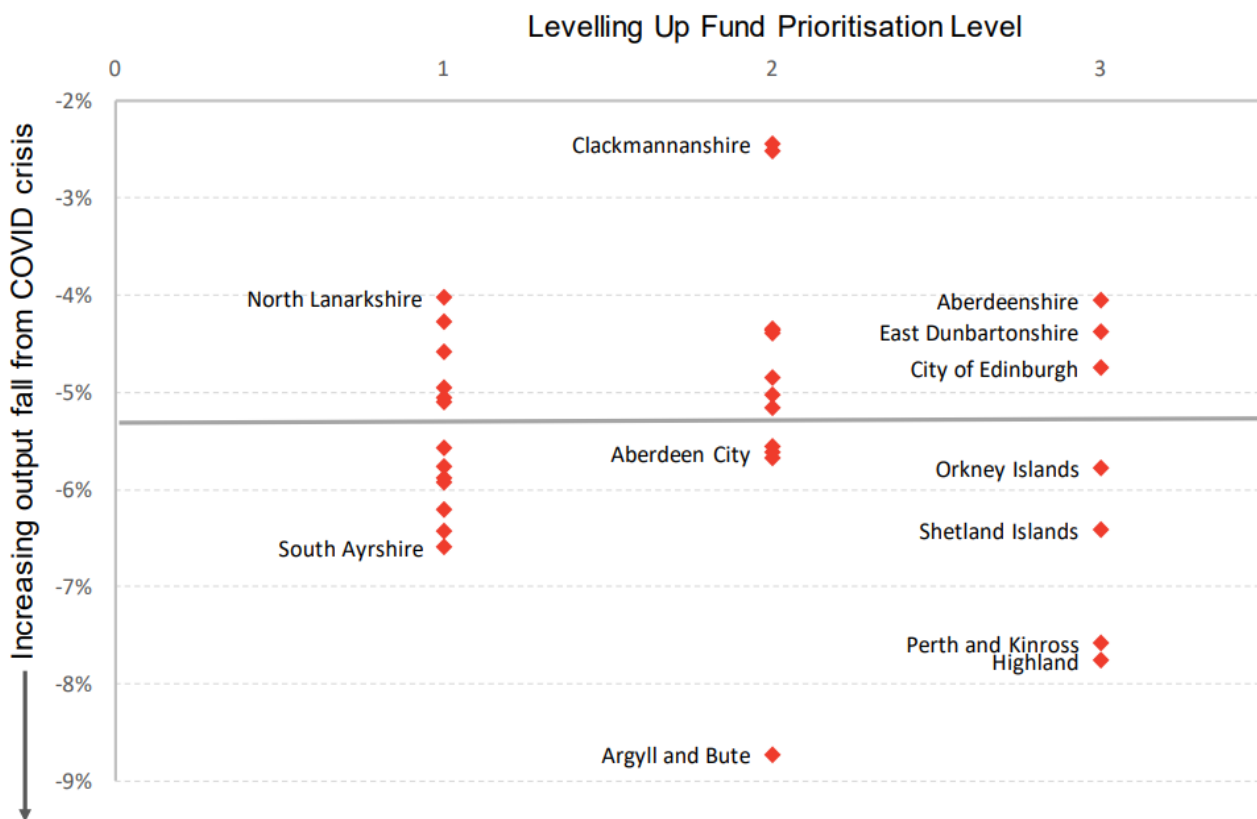 Levelling Up Fund Prioritisation Level
0 1 2 3
Increasing output fall from COVID crisis
-2%
Clackmannanshire
-3%
-4%
North Lanarkshire
Aberdeenshire
East Dunbartonshire
City of Edinburgh
-5%
Aberdeen City
Orkney Islands
-6%
Shetland Islands
South Ayrshire
-7%
Perth and Kinross
Highland
-8%
Argyll and Bute
-9%